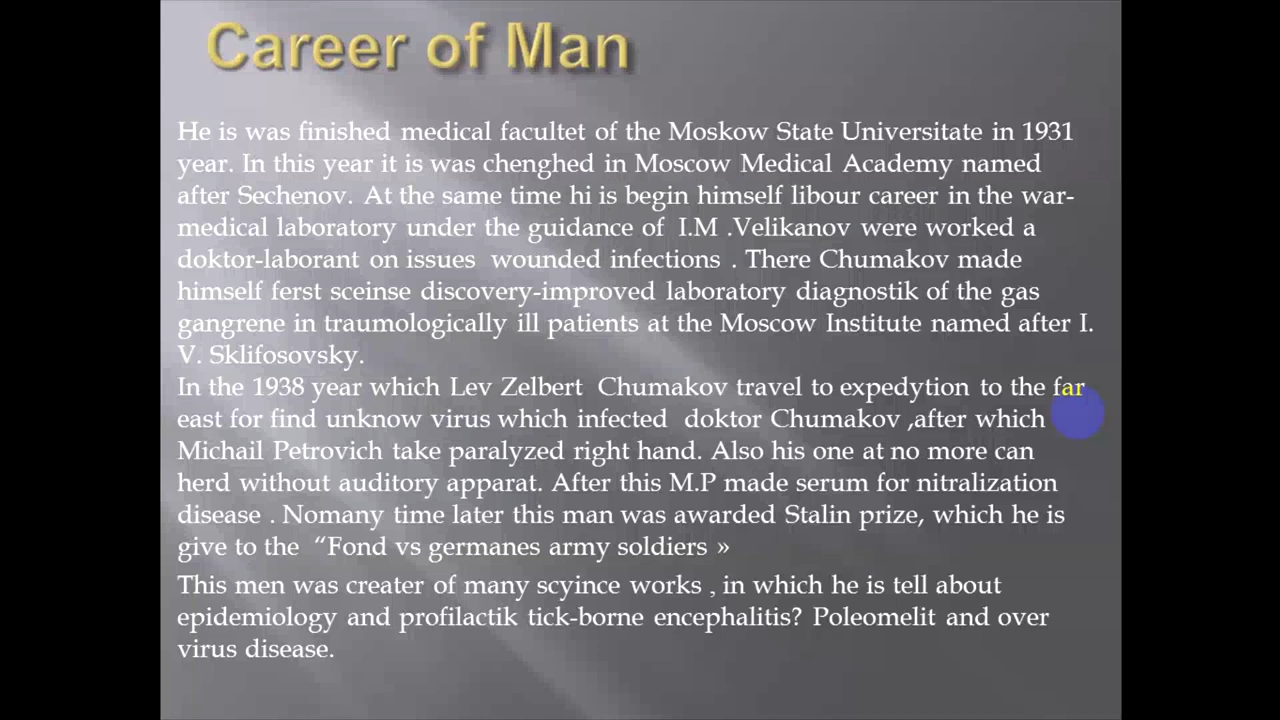 Career of Man
He is was finished medical facultet of the Moskow State Universitate in 1931
year. In this year it is was chenghed in Moscow Medical Academy named
after Sechenov. At the same time hi is begin himself libour career in the war-
medical laboratory under the guidance of I.M .Velikanov were worked a
doktor-laborant on issues wounded infections . There Chumakov made
himself ferst sceinse discovery-improved laboratory diagnostik of the gas
gangrene in traumologically ill patients at the Moscow Institute named after I.
V. Sklifosovsky.
In the 1938 year which Lev Zelbert Chumakov travel to expedytion to the far
east for find unknow virus which infected doktor Chumakov ,after which
Michail Petrovich take paralyzed right hand. Also his one at no more can
herd without auditory apparat. After this M.P made serum for nitralization
disease . Nomany time later this man was awarded Stalin prize, which he is
give to the “Fond vs germanes army soldiers »
This men was creater of many scyince works , in which he is tell about
epidemiology and profilactik tick-borne encephalitis? Poleomelit and over
virus disease.